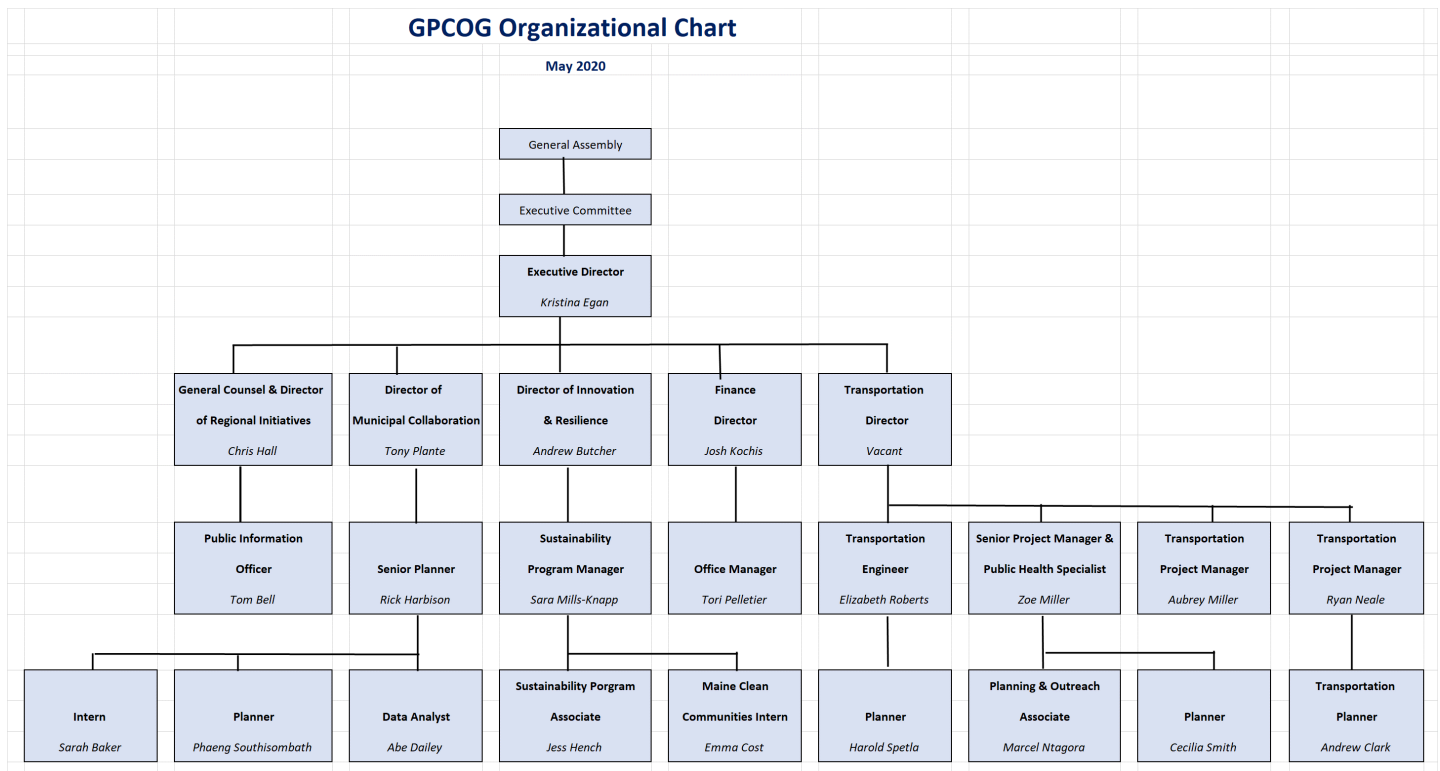 GPCOG Organizational Chart
May 2020
General Assembly
Executive Committee
Executive Director
Kristina Egan
General Counsel & Director
of Regional Initiatives
Chris Hall
Director of
Municipal Collaboration
Tony Plante
Director of Innovation
& Resilience
Andrew Butcher
Finance
Director
Josh Kochis
Transportation
Director
Vacant
Public Information
Officer
Tom Bell
Senior Planner
Rick Harbison
Sustainability
Program Manager
Sara Mills-Knapp
Office Manager
Tori Pelletier
Transportation
Engineer
Elizabeth Roberts
Senior Project Manager &
Public Health Specialist
Zoe Miller
Transportation
Project Manager
Aubrey Miller
Transportation
Project Manager
Ryan Neale
Intern
Sarah Baker
Planner
Phaeng Southisombath
Data Analyst
Abe Dailey
Sustainability Porgram
Associate
Jess Hench
Maine Clean
Communities Intern
Emma Cost
Planner
Harold Spetla
Planning & Outreach
Associate
Marcel Ntagora
Planner
Cecilia Smith
Transportation
Planner
Andrew Clark